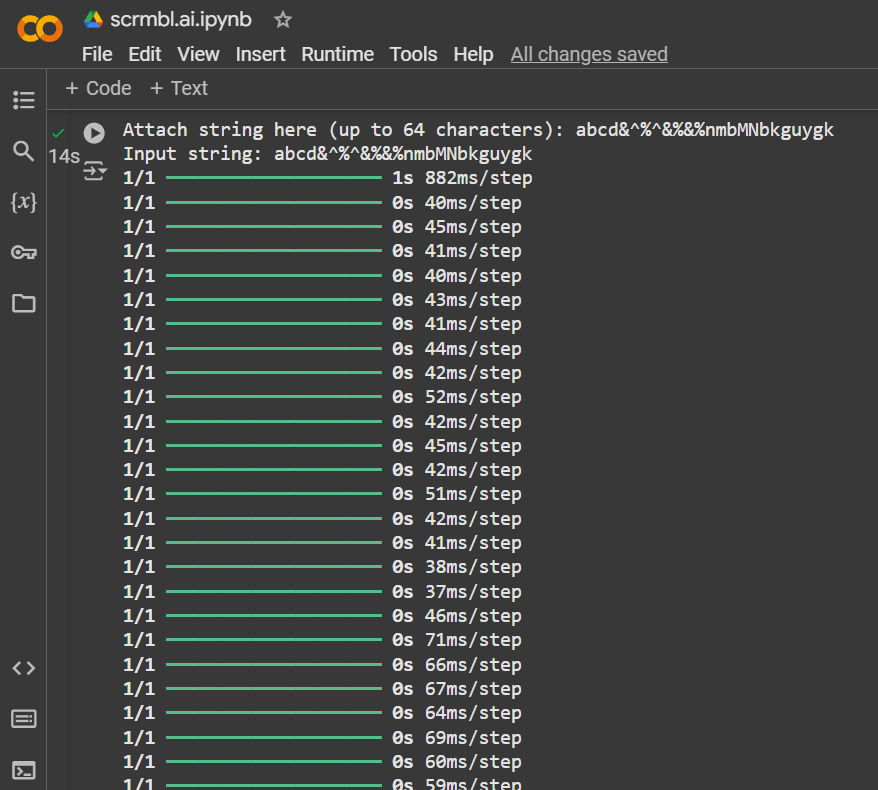 scrmbl.ai.ipynb
File Edit View Insert Runtime Tools Help All changes saved
+ Code + Text
14s
Attach string here (up to 64 characters): abcd&^%^&%&%nmbMNbkguygk
Input string: abcd&^%^&%&%nmbMNbkguygk
1/1 1s 882ms/step
1/1 0s 40ms/step
1/1 0s 45ms/step
1/1 0s 41ms/step
1/1 0s 40ms/step
1/1 0s 43ms/step
1/1 0s 41ms/step
1/1 0s 44ms/step
1/1 0s 42ms/step
1/1 0s 52ms/step
1/1 0s 42ms/step
1/1 0s 45ms/step
1/1 0s 42ms/step
1/1 0s 51ms/step
1/1 0s 42ms/step
1/1 0s 41ms/step
1/1 0s 38ms/step
1/1 0s 37ms/step
1/1 0s 46ms/step
1/1 0s 71ms/step
1/1 0s 66ms/step
1/1 0s 67ms/step
1/1 0s 64ms/step
1/1 0s 69ms/step
1/1 0s 60ms/step
1/1 0s 59ms/step